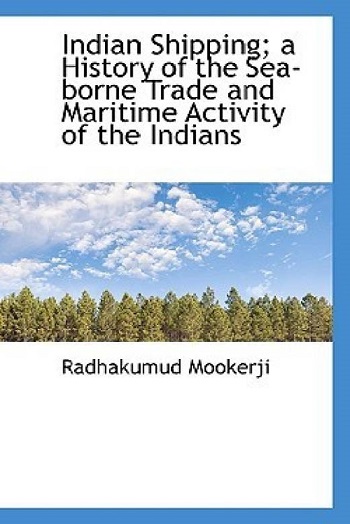 Indian Shipping; a
History of the Sea-
borne Trade and
Maritime Activity
of the Indians
Radhakumud Mookerji